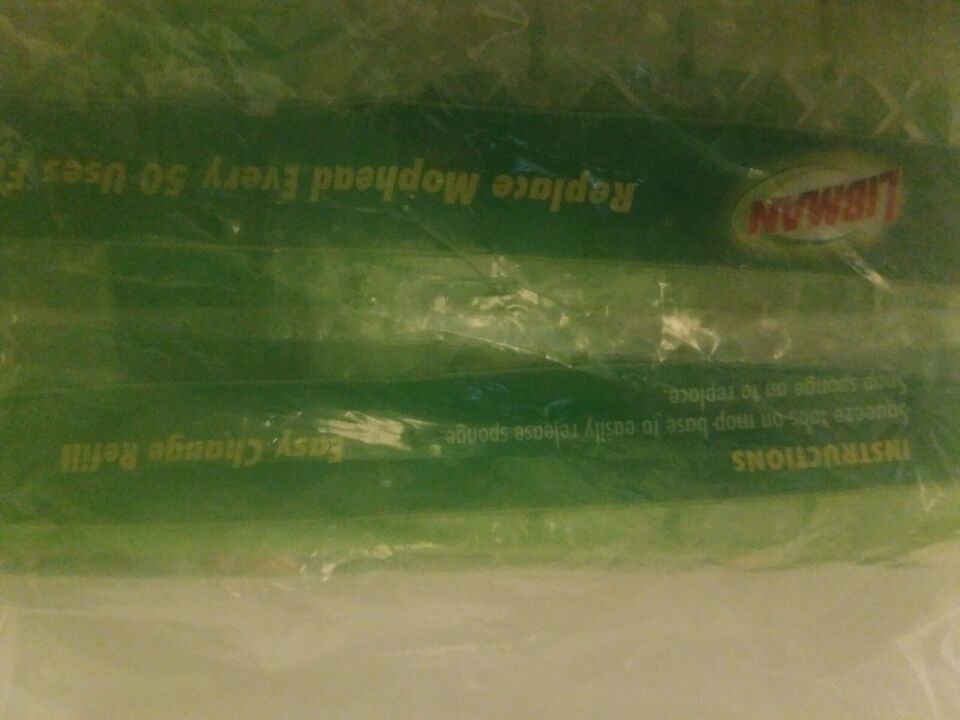 INSTRUCTIONS
Squeeze tabs on mop base to easily release sponge.
Snap sponge on to replace.
Easy Change Refill
LIBMAN
Replace Mophead Every 50 Uses